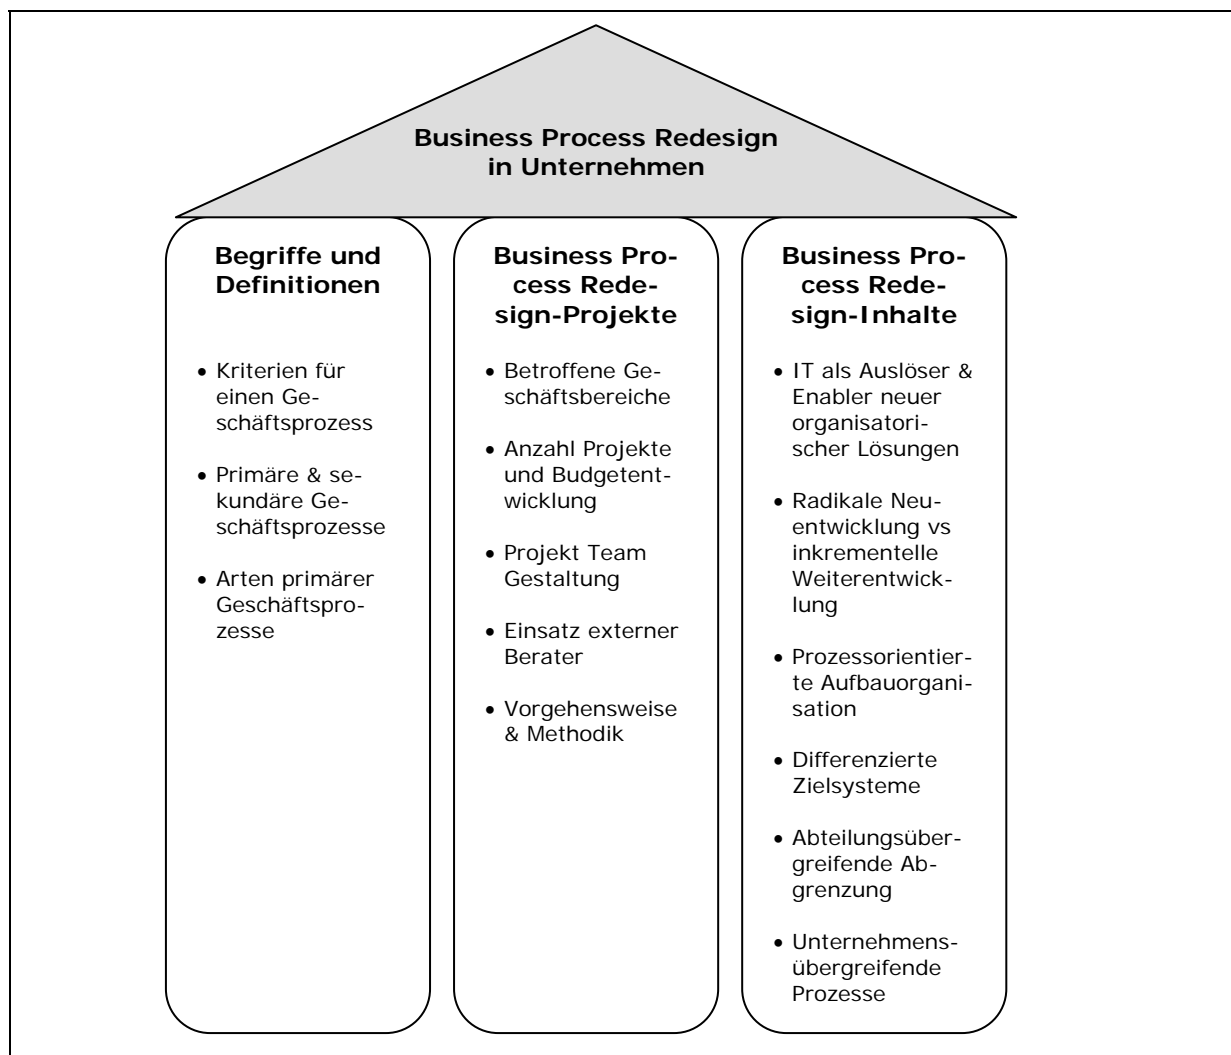 Business Process Redesign
in Unternehmen
Begriffe und
Definitionen
• Kriterien für
einen Ge-
schäftsprozess
• Primäre & se-
kundäre Ge-
schäftsprozesse
• Arten primärer
Geschäftspro-
zesse
Business Pro-
cess Rede-
sign-Projekte
• Betroffene Ge-
schäftsbereiche
• Anzahl Projekte
und Budgetent-
wicklung
• Projekt Team
Gestaltung
• Einsatz externer
Berater
• Vorgehensweise
& Methodik
Business Pro-
cess Rede-
sign-Inhalte
• IT als Auslöser &
Enabler neuer
organisatori-
scher Lösungen
• Radikale Neu-
entwicklung vs
inkrementelle
Weiterentwick-
lung
• Prozessorientier-
te Aufbauorgani-
sation
• Differenzierte
Zielsysteme
• Abteilungsüber-
greifende Ab-
grenzung
• Unternehmens-
übergreifende
Prozesse